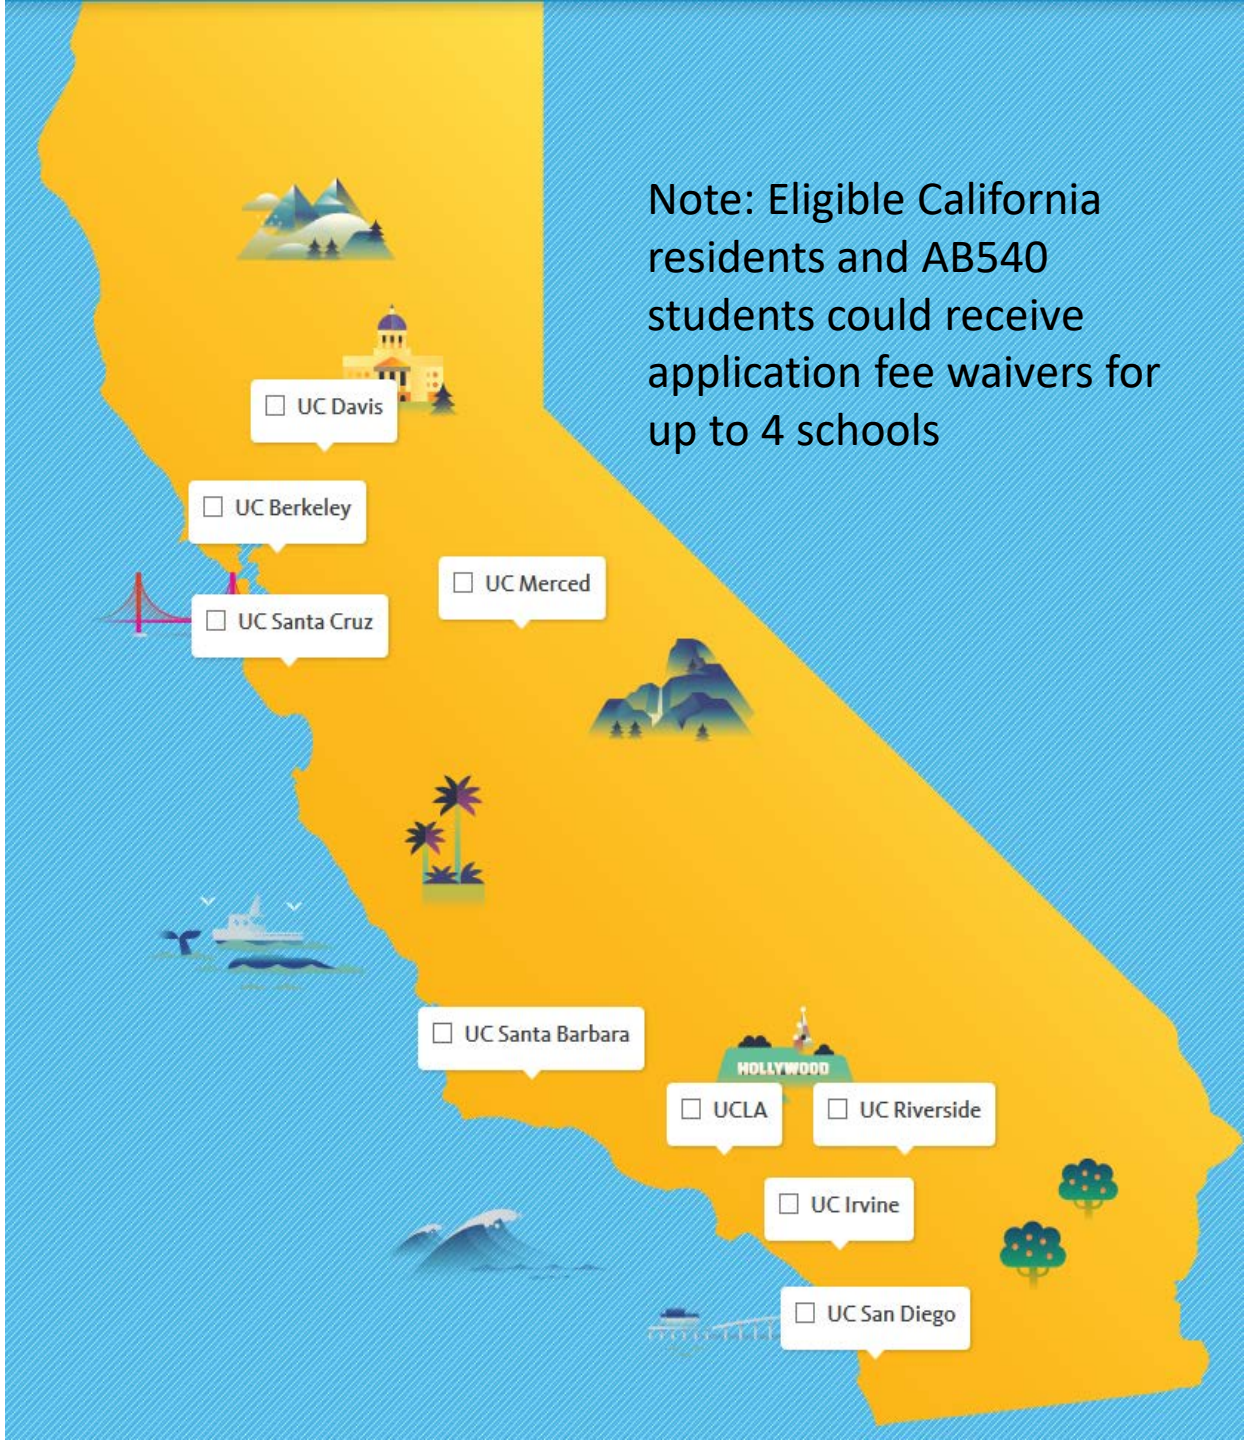 Note: Eligible California
residents and AB540
students could receive
application fee waivers for
up to 4 schools
UC Davis
UC Berkeley
UC Merced
UC Santa Cruz
UC Santa Barbara
HOLLYWOOD
UCLA
UC Riverside
UC Irvine
UC San Diego